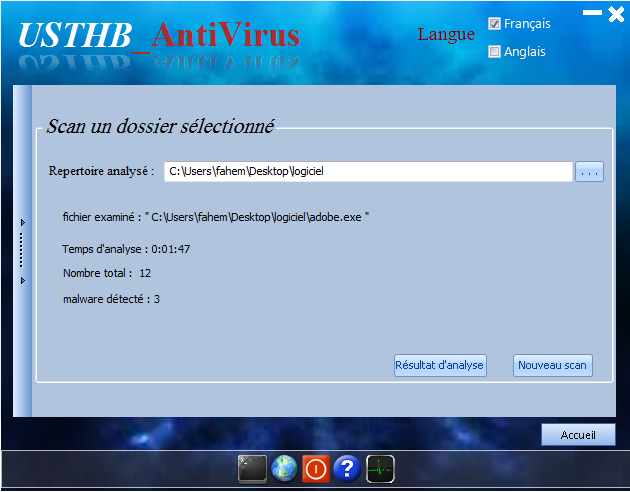 USTHB_AntiVirus
Langue
Français
Anglais
Scan un dossier sélectionné
Repertoire analysé : C:\Users\fahem\Desktop\logiciel ...
fichier examiné : " C:\Users\fahem\Desktop\logiciel\adobe.exe "
Temps d'analyse : 0:01:47
Nombre total : 12
malware détecté : 3
Résultat d'analyse Nouveau scan
Accueil